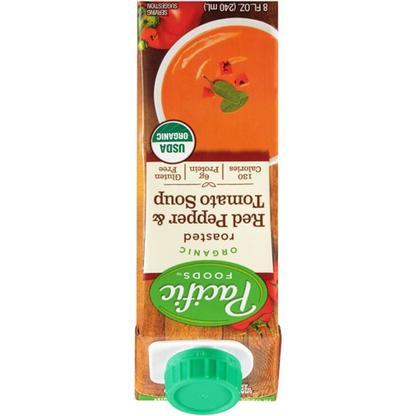 Pacific
FOODS™
ORGANIC
roasted
Red Pepper &
Tomato Soup
130
Calories
6g
Protein
Gluten
Free
USDA
ORGANIC
SERVING
SUGGESTION
8 FL.OZ. (240 mL)